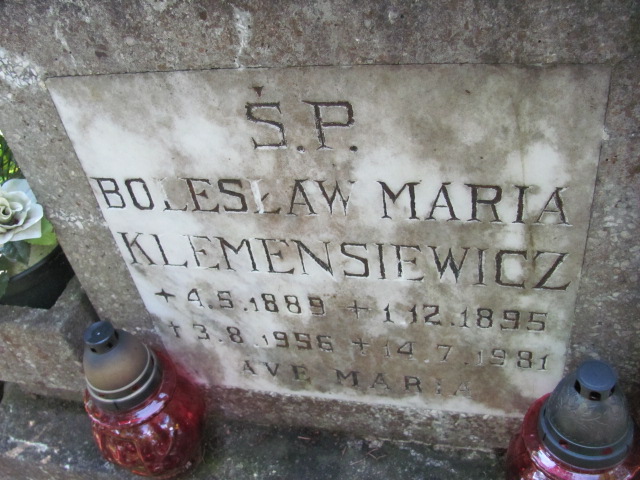 Ś.P.
BOLESŁAW MARIA
KLEMENSIEWICZ
+ 4.5.1889 + 1.12.1895
+ 3.8.1956 + 14.7.1981
AVE MARIA